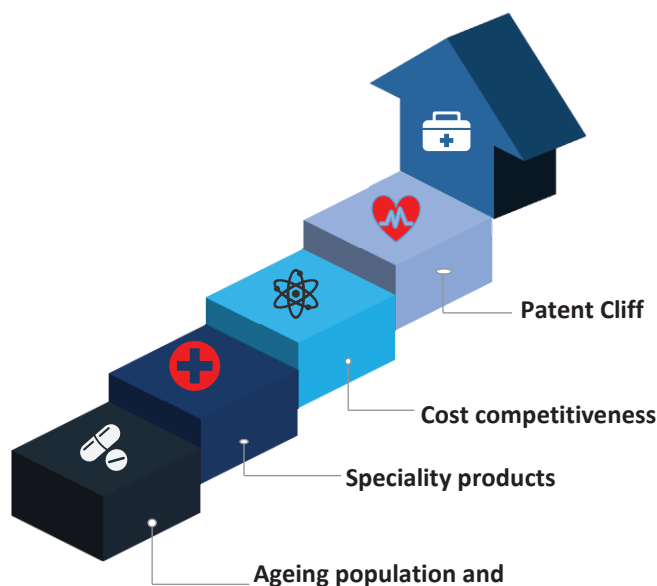 Patent Cliff
Cost competitiveness
Speciality products
Ageing population and